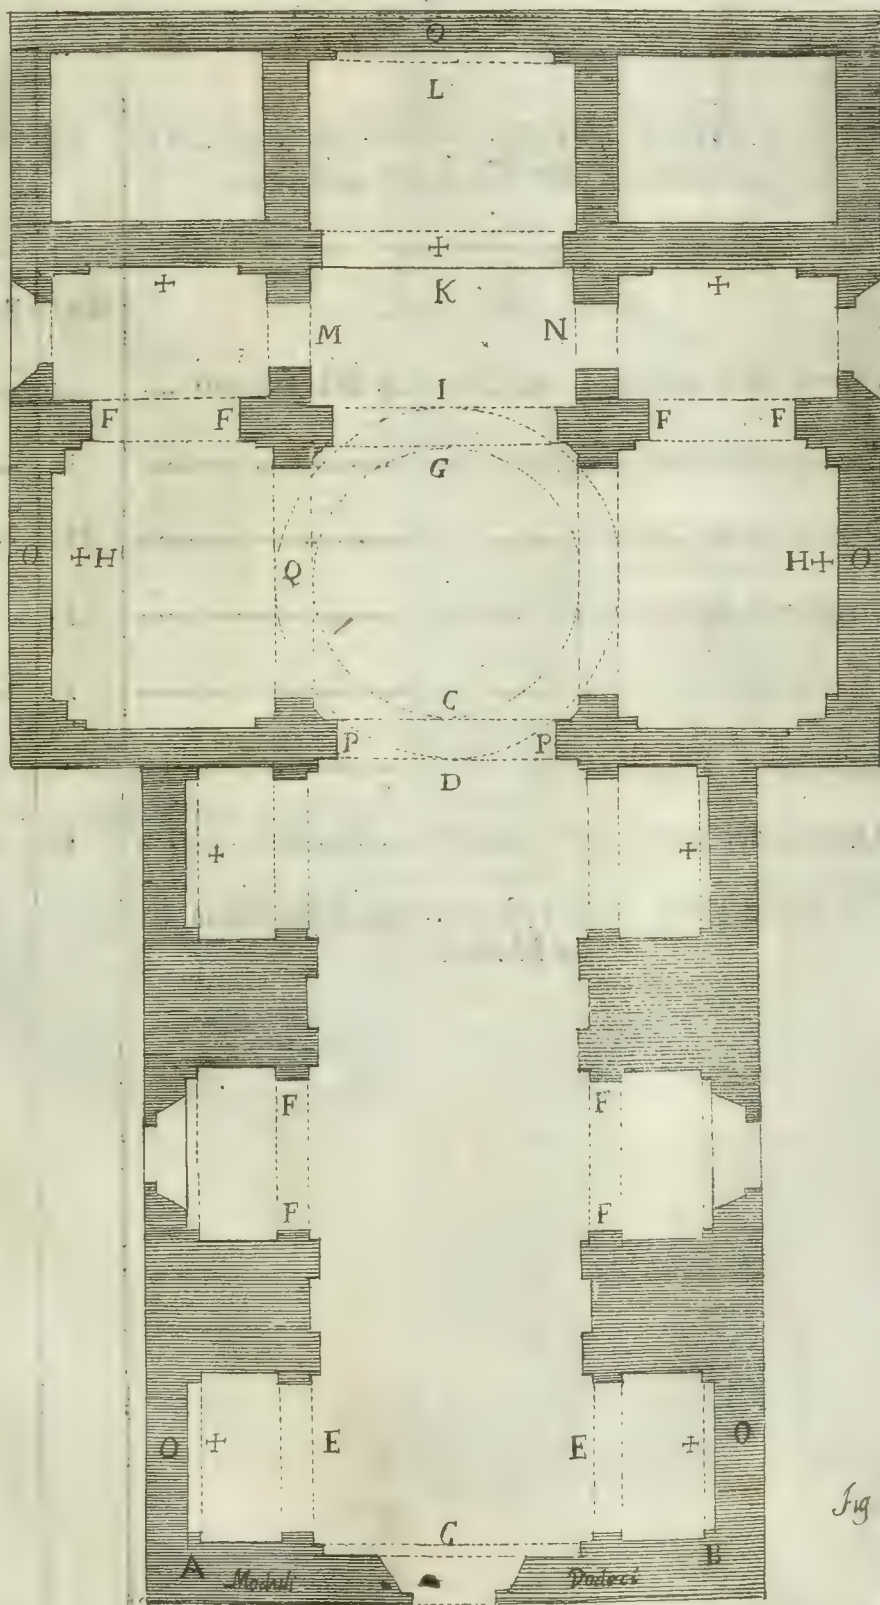 O
L
+
+ K +
M N
I
F F F F
G
O +H Q H+ O
C
P P
D
+ +
F F
F F
O + E E + O
C
A B
Moduli Dodeci
Fig